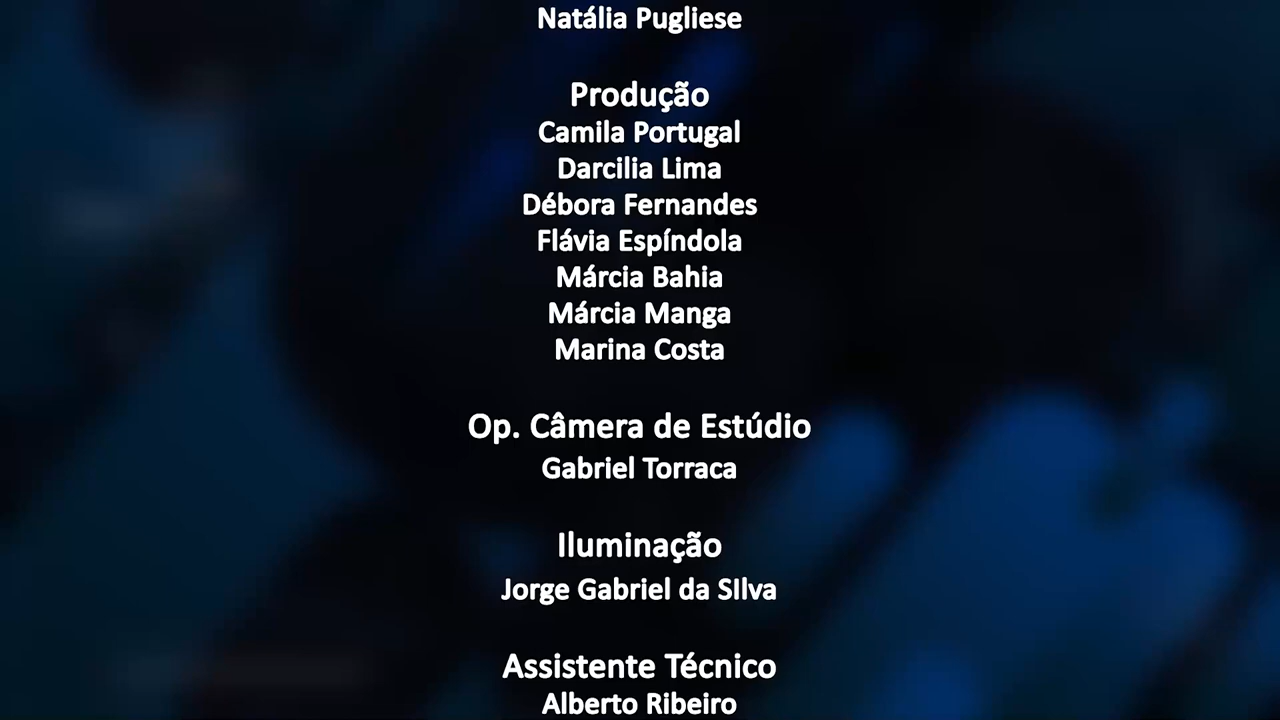 Natália Pugliese
Produção
Camila Portugal
Darcilia Lima
Débora Fernandes
Flávia Espíndola
Márcia Bahia
Márcia Manga
Marina Costa
Op. Câmera de Estúdio
Gabriel Torraca
Iluminação
Jorge Gabriel da SIlva
Assistente Técnico
Alberto Ribeiro